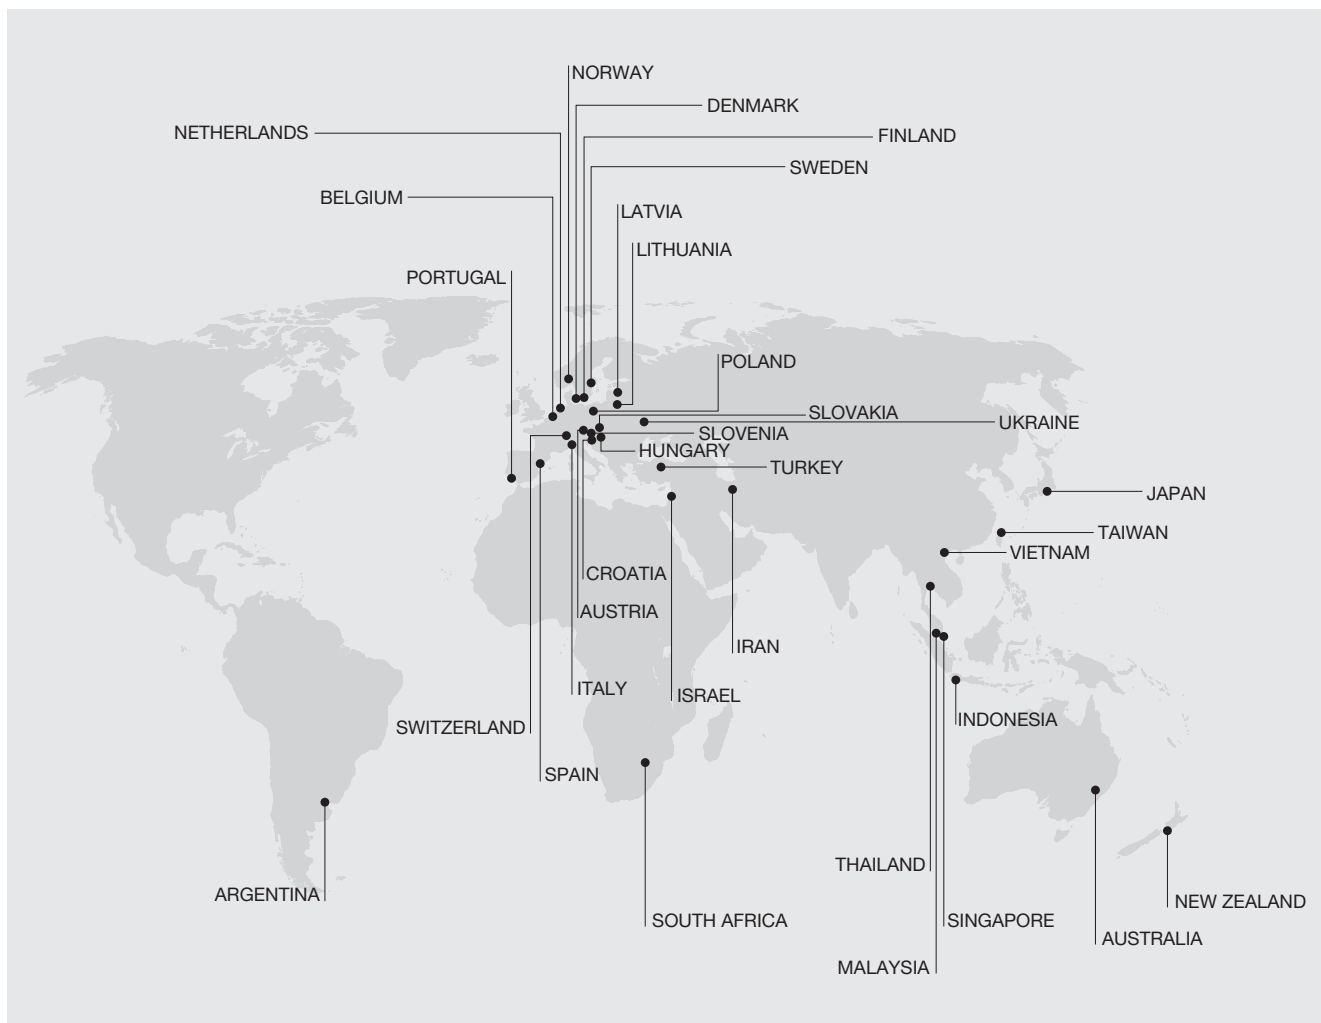 NORWAY
DENMARK
NETHERLANDS
FINLAND
SWEDEN
BELGIUM
LATVIA
LITHUANIA
PORTUGAL
POLAND
SLOVAKIA
UKRAINE
SLOVENIA
HUNGARY
TURKEY
JAPAN
TAIWAN
VIETNAM
CROATIA
AUSTRIA
IRAN
ITALY
ISRAEL
INDONESIA
SWITZERLAND
SPAIN
THAILAND
ARGENTINA
NEW ZEALAND
SOUTH AFRICA
SINGAPORE
AUSTRALIA
MALAYSIA